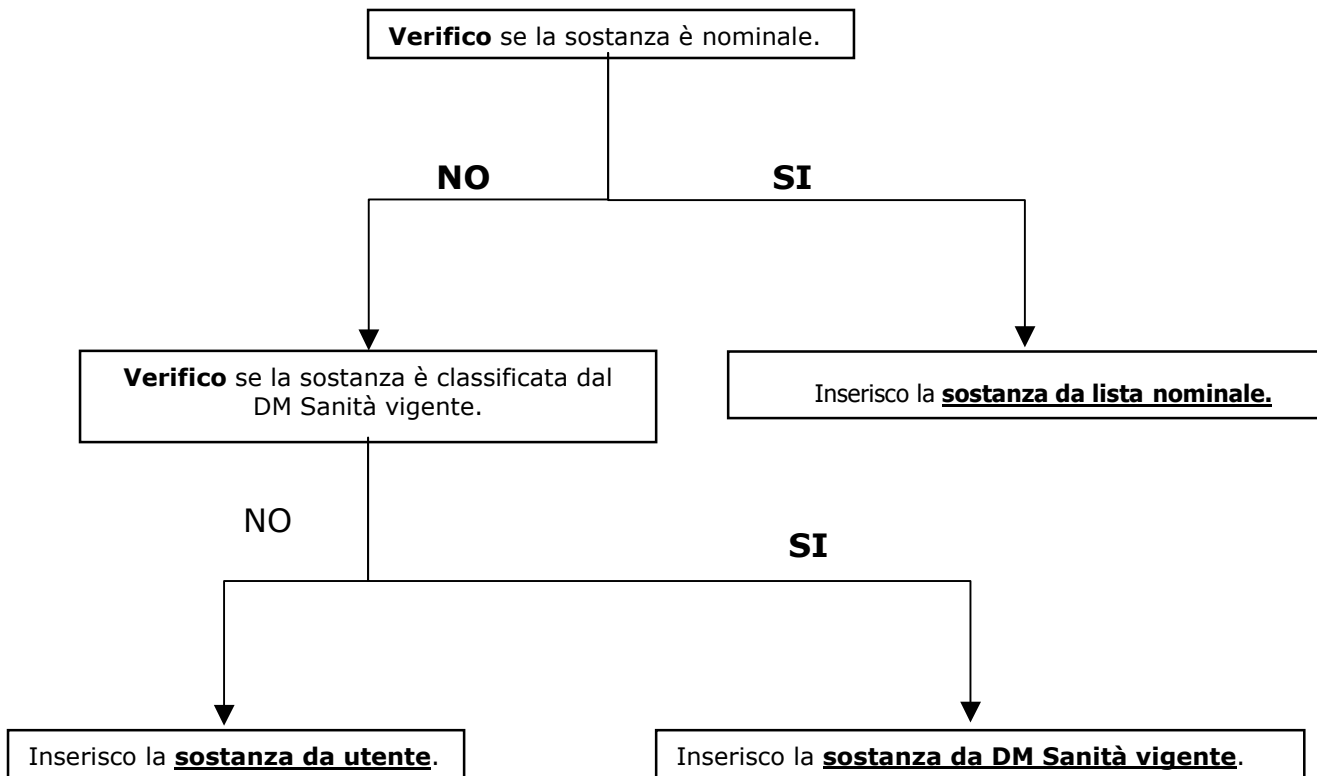 Verifico se la sostanza è nominale.
NO
SI
Verifico se la sostanza è classificata dal
DM Sanità vigente.
Inserisco la sostanza da lista nominale.
NO
SI
Inserisco la sostanza da utente.
Inserisco la sostanza da DM Sanità vigente.